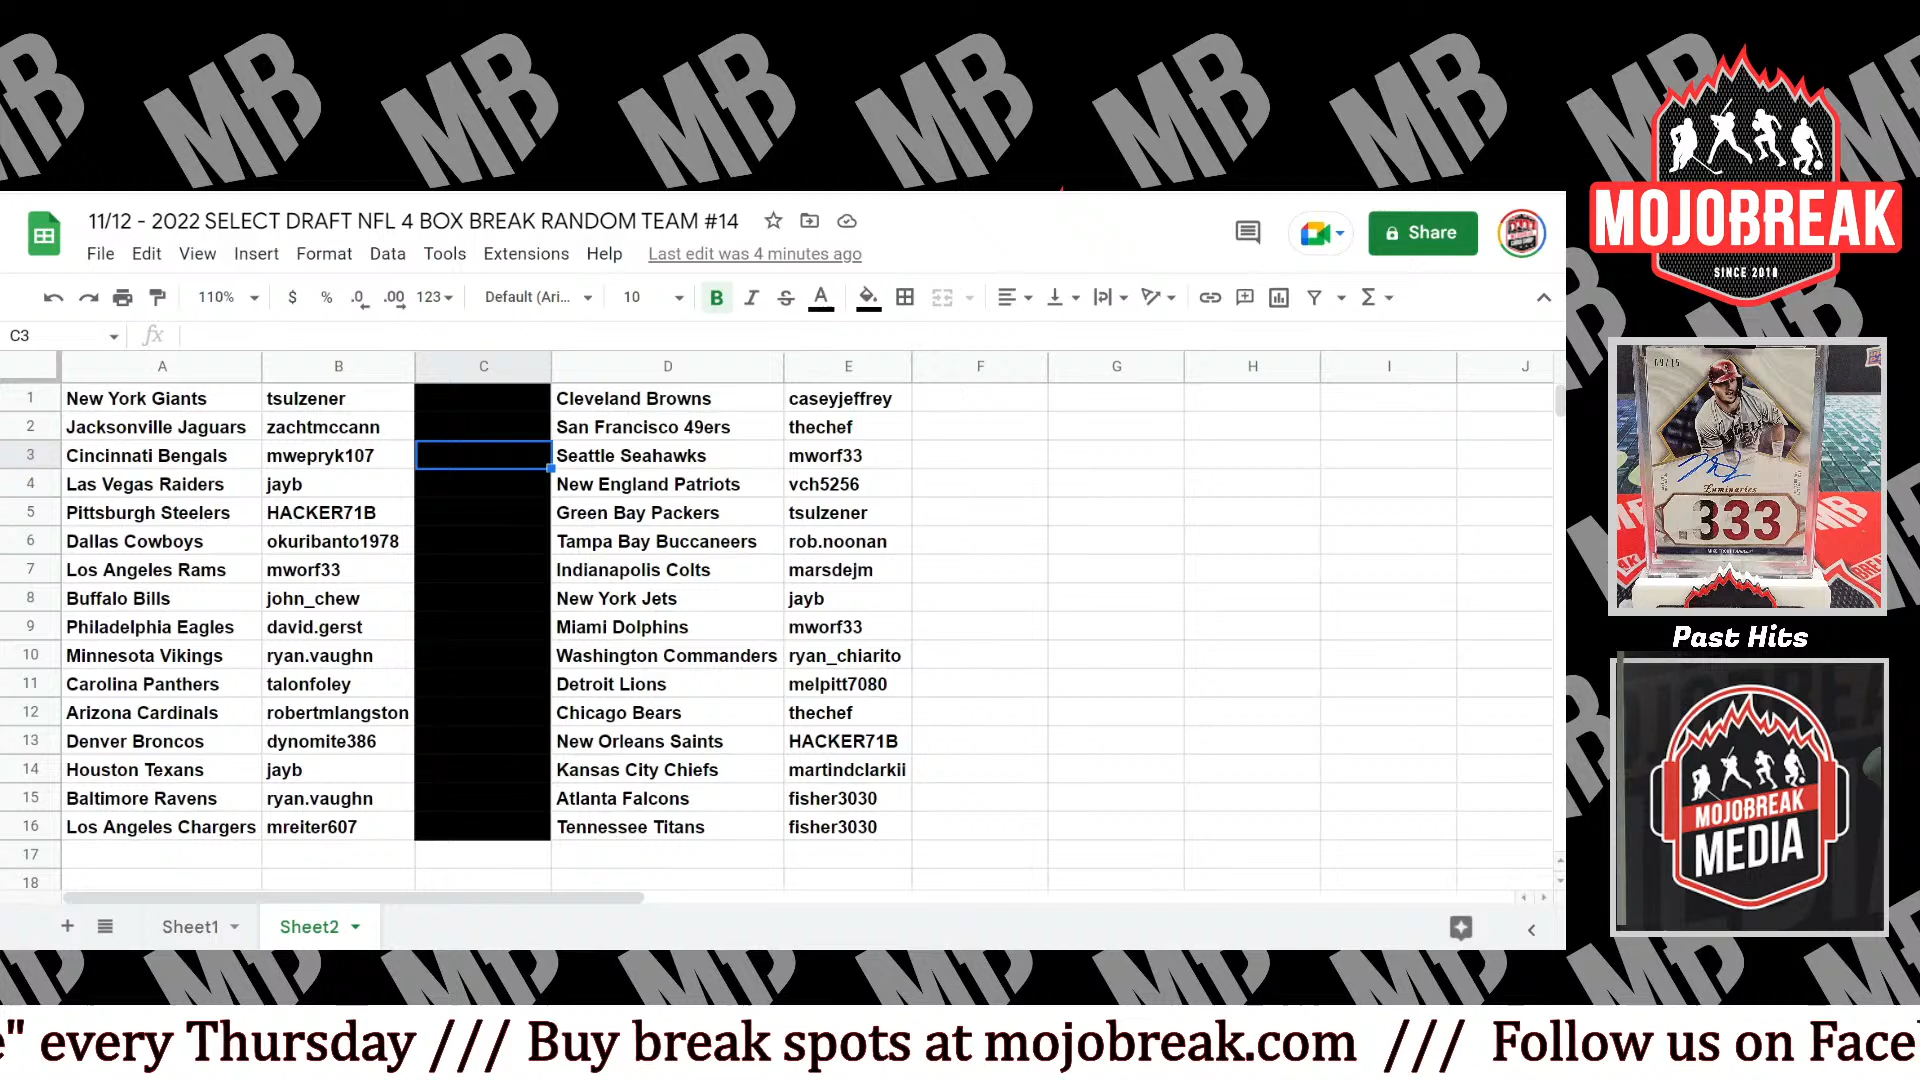 MOJOBREAK
SINCE 2010
11/12 - 2022 SELECT DRAFT NFL 4 BOX BREAK RANDOM TEAM #14
Share
File Edit View Insert Format Data Tools Extensions Help Last edit was 4 minutes ago
110% $ % .0 .00 123 Default (Ari... 10 B I S A
C3 fx
A B C D E F G H I J
1 New York Giants tsulzener Cleveland Browns caseyjeffrey
2 Jacksonville Jaguars zachtmccann San Francisco 49ers thechef
3 Cincinnati Bengals mwepryk107 Seattle Seahawks mworf33
4 Las Vegas Raiders jayb New England Patriots vch5256
5 Pittsburgh Steelers HACKER71B Green Bay Packers tsulzener
6 Dallas Cowboys okuribanto1978 Tampa Bay Buccaneers rob.noonan
7 Los Angeles Rams mworf33 Indianapolis Colts marsdejm
8 Buffalo Bills john_chew New York Jets jayb
9 Philadelphia Eagles david.gerst Miami Dolphins mworf33
10 Minnesota Vikings ryan.vaughn Washington Commanders ryan_chiarito
11 Carolina Panthers talonfoley Detroit Lions melpitt7080
12 Arizona Cardinals robertmlangston Chicago Bears thechef
13 Denver Broncos dynomite386 New Orleans Saints HACKER71B
14 Houston Texans jayb Kansas City Chiefs martindclarkii
15 Baltimore Ravens ryan.vaughn Atlanta Falcons fisher3030
16 Los Angeles Chargers mreiter607 Tennessee Titans fisher3030
17
18
Sheet1 Sheet2
Luminaries
333
Past Hits
MOJOBREAK
MEDIA
e" every Thursday /// Buy break spots at mojobreak.com /// Follow us on Face